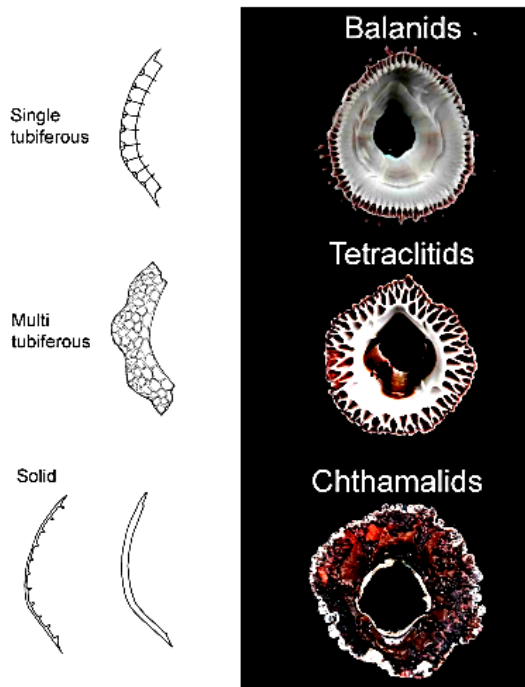 Balanids
Single
tubiferous
Tetraclitids
Multi
tubiferous
Solid
Chthamalids